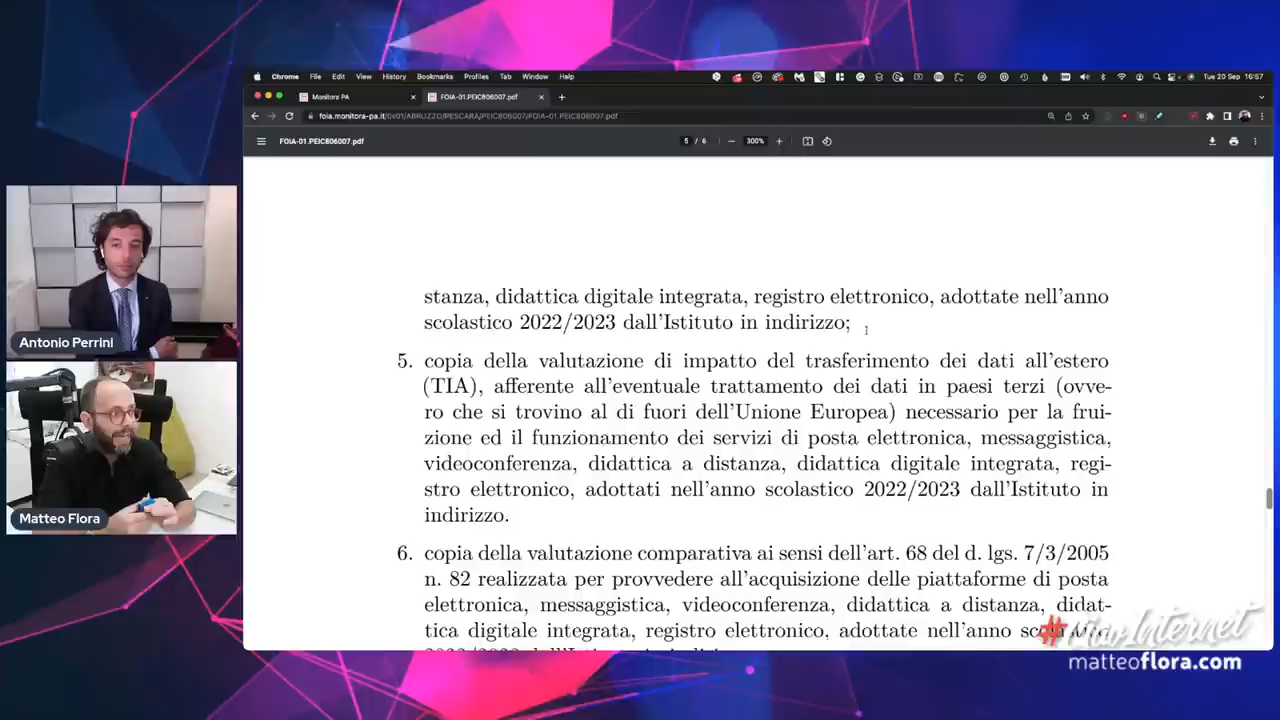 Chrome File Edit View History Bookmarks Profiles Tab Window Help
Tue 20 Sep 16:57
Monitora PA
FOIA-01.PEIC806007.pdf
foia.monitora-pa.it/0x01/ABRUZZO/PESCARA/PEIC806007/FOIA-01.PEIC806007.pdf
FOIA-01.PEIC806007.pdf
5 / 6
300%
stanza, didattica digitale integrata, registro elettronico, adottate nell'anno
scolastico 2022/2023 dall'Istituto in indirizzo;
5. copia della valutazione di impatto del trasferimento dei dati all'estero
(TIA), afferente all'eventuale trattamento dei dati in paesi terzi (ovve-
ro che si trovino al di fuori dell'Unione Europea) necessario per la frui-
zione ed il funzionamento dei servizi di posta elettronica, messaggistica,
videoconferenza, didattica a distanza, didattica digitale integrata, regi-
stro elettronico, adottati nell'anno scolastico 2022/2023 dall'Istituto in
indirizzo.
6. copia della valutazione comparativa ai sensi dell'art. 68 del d. lgs. 7/3/2005
n. 82 realizzata per provvedere all'acquisizione delle piattaforme di posta
elettronica, messaggistica, videoconferenza, didattica a distanza, didat-
tica digitale integrata, registro elettronico, adottate nell'anno
Antonio Perrini
Matteo Flora
matteoflora.com